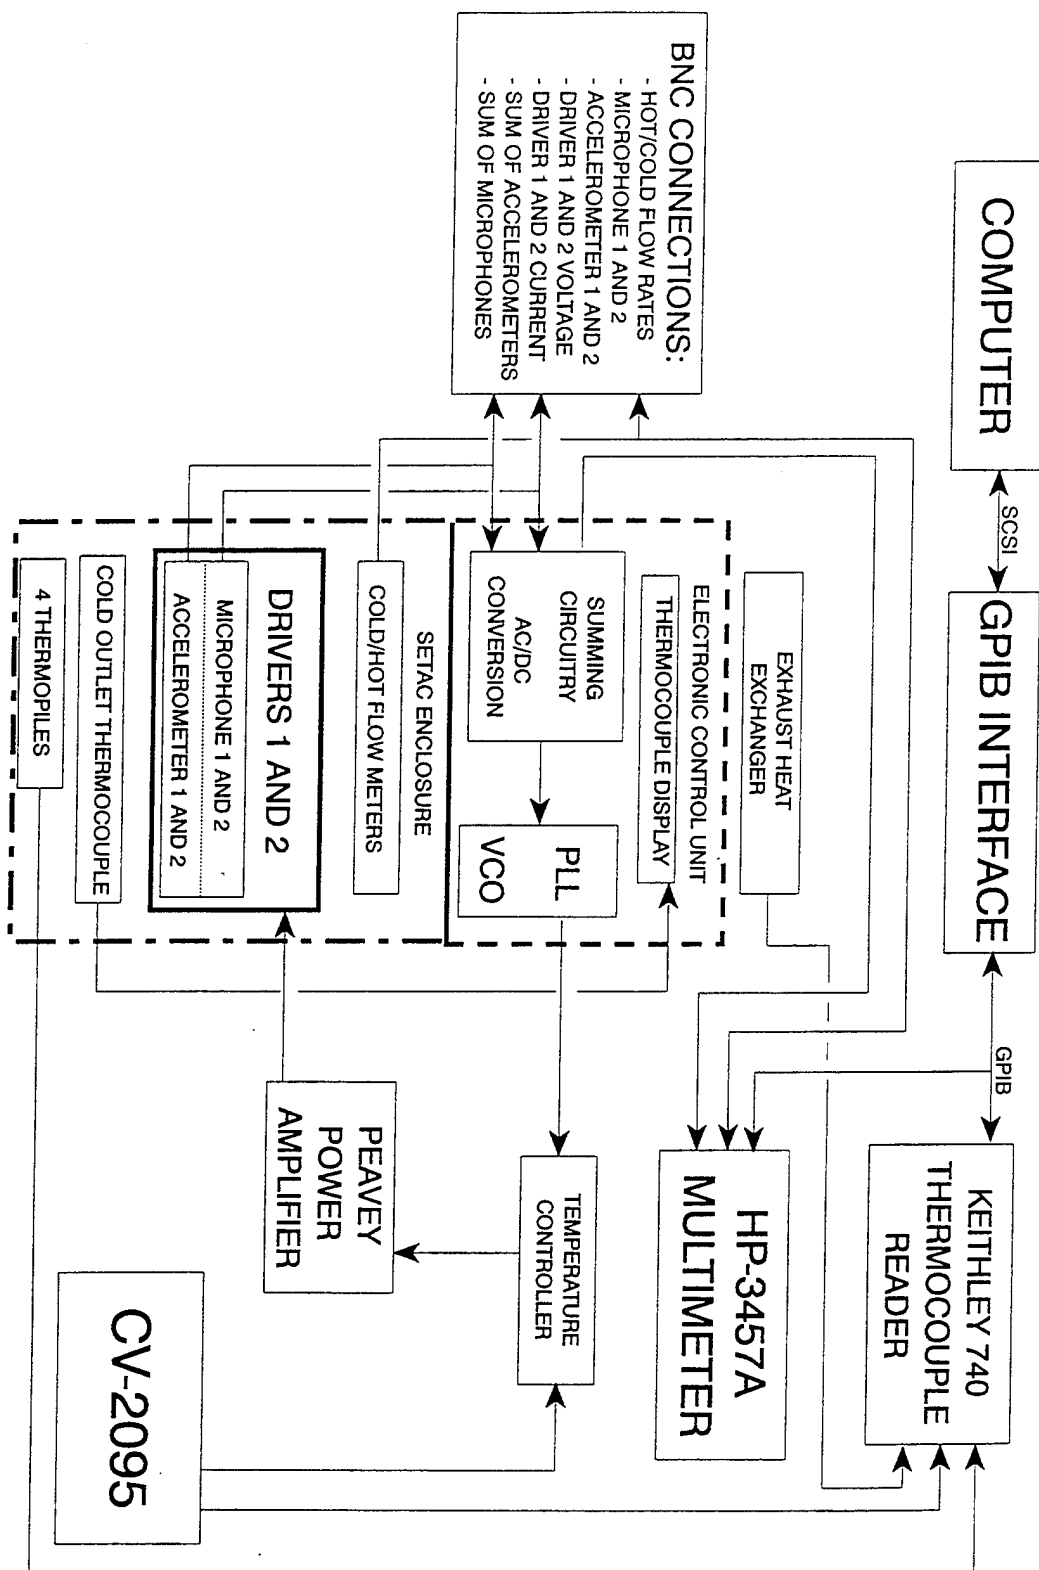 COMPUTER
SCSI
GPIB INTERFACE
GPIB
KEITHLEY 740
THERMOCOUPLE
READER
BNC CONNECTIONS:
- HOT/COLD FLOW RATES
- MICROPHONE 1 AND 2
- ACCELEROMETER 1 AND 2
- DRIVER 1 AND 2 VOLTAGE
- DRIVER 1 AND 2 CURRENT
- SUM OF ACCELEROMETERS
- SUM OF MICROPHONES
EXHAUST HEAT
EXCHANGER
HP-3457A
MULTIMETER
ELECTRONIC CONTROL UNIT
THERMOCOUPLE DISPLAY
SUMMING
CIRCUITRY
AC/DC
CONVERSION
PLL
VCO
TEMPERATURE
CONTROLLER
SETAC ENCLOSURE
COLD/HOT FLOW METERS
DRIVERS 1 AND 2
MICROPHONE 1 AND 2
ACCELEROMETER 1 AND 2
PEAVEY
POWER
AMPLIFIER
COLD OUTLET THERMOCOUPLE
4 THERMOPILES
CV-2095